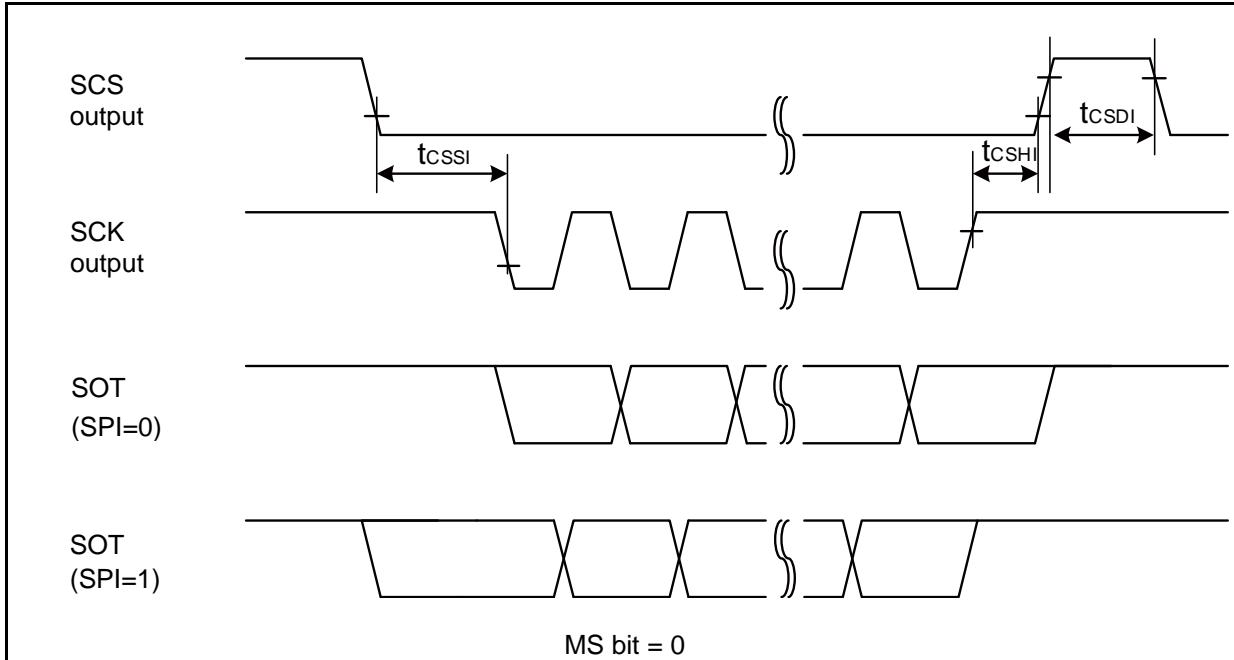 SCS
output
tCSDI
tCSSI
tCSHI
SCK
output
SOT
(SPI=0)
SOT
(SPI=1)
MS bit = 0